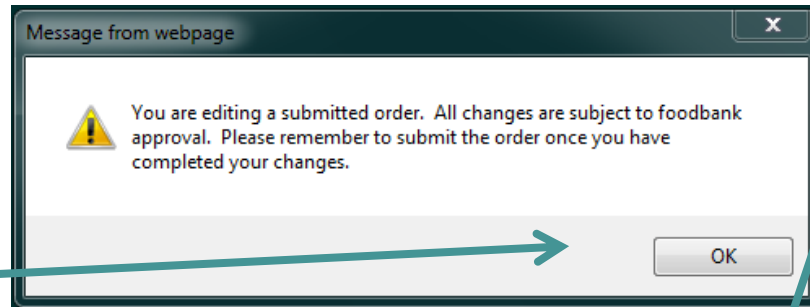 Message from webpage
x
You are editing a submitted order.  All changes are subject to foodbank
approval.  Please remember to submit the order once you have
completed your changes.
OK